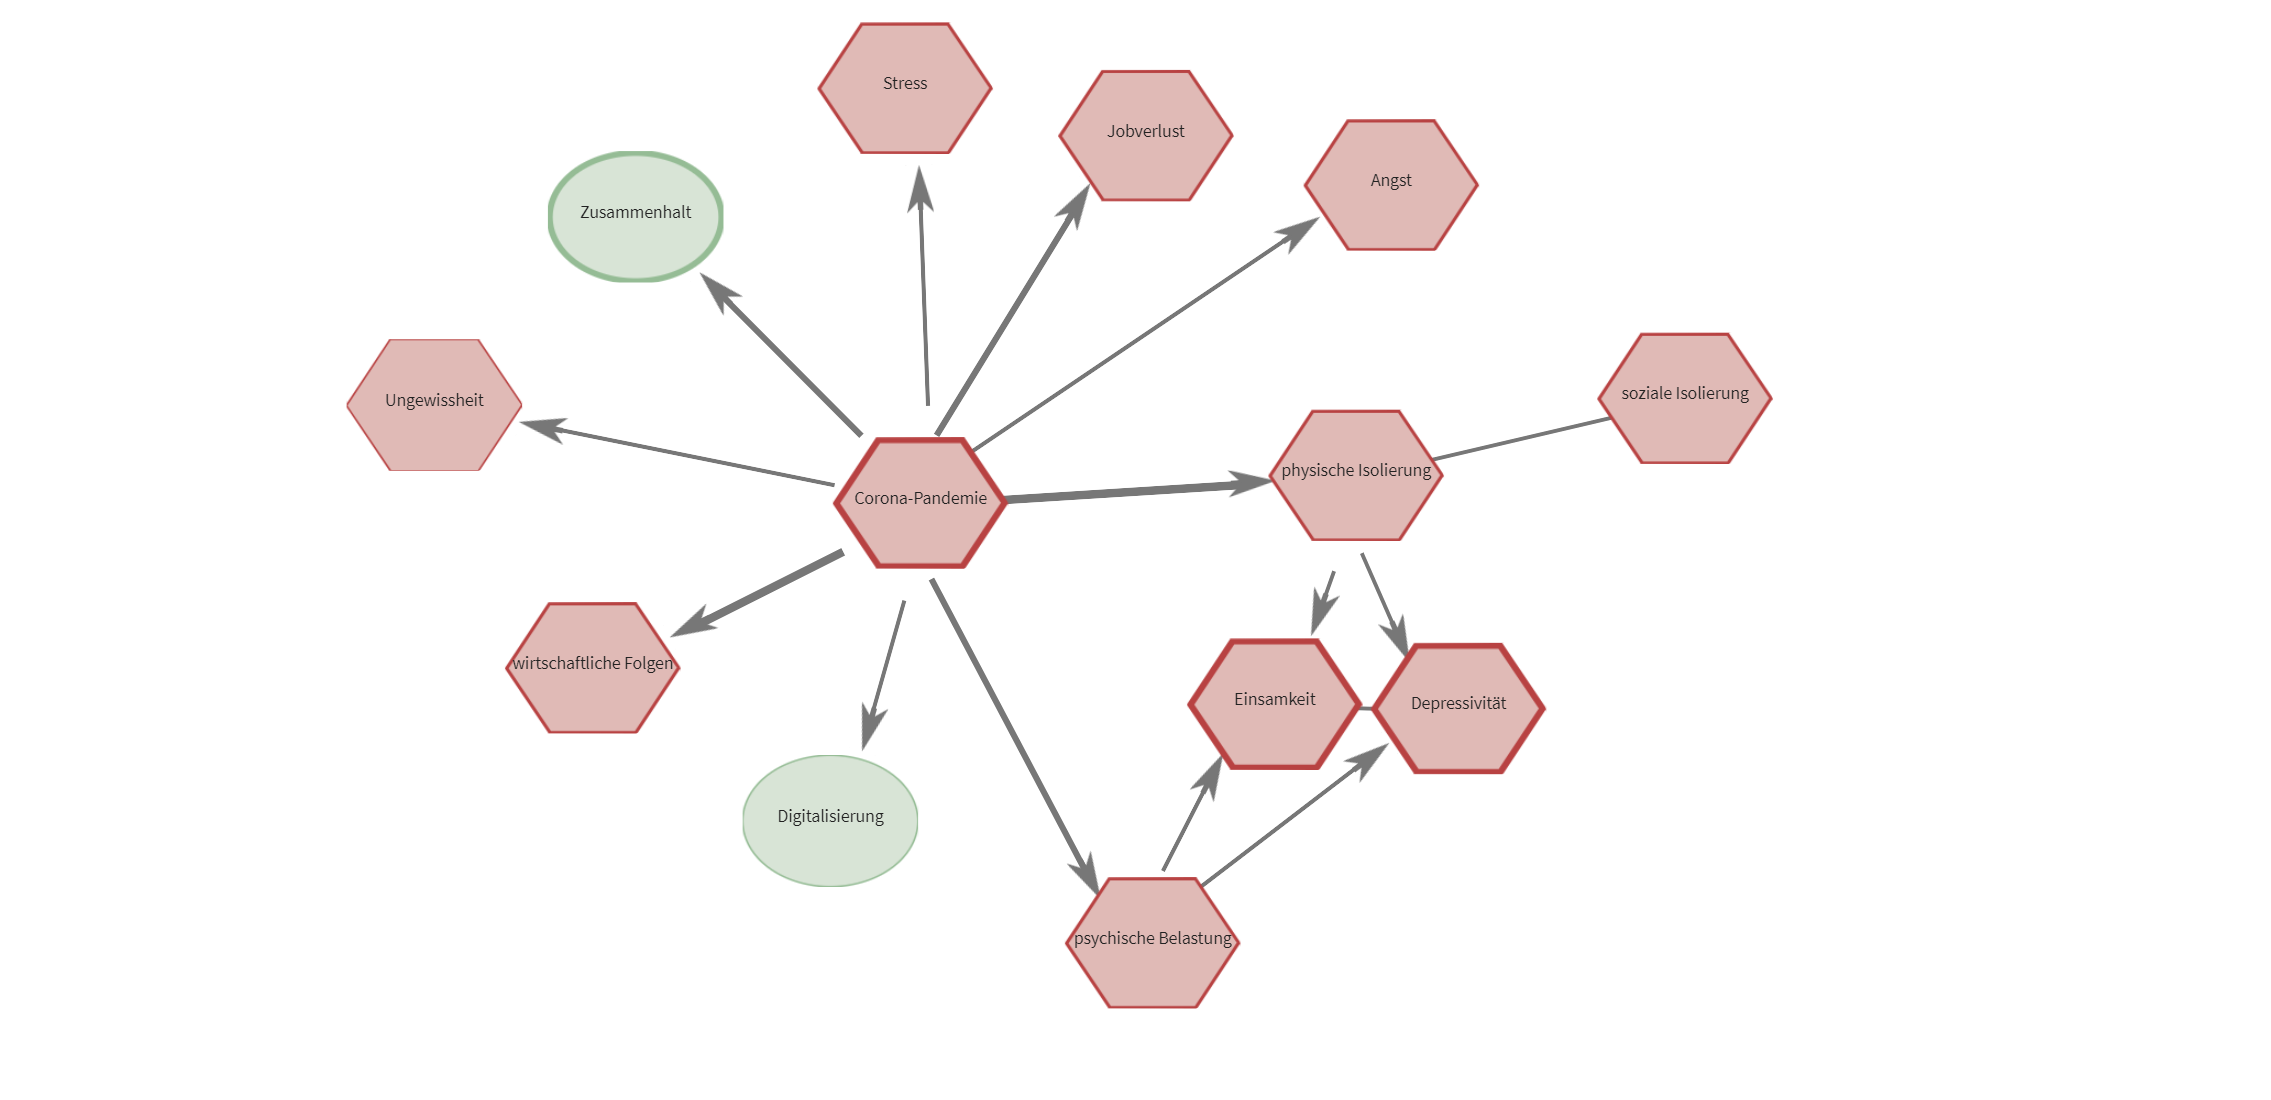 Stress
Jobverlust
Angst
Zusammenhalt
Ungewissheit
soziale Isolierung
physische Isolierung
Corona-Pandemie
wirtschaftliche Folgen
Einsamkeit
Depressivität
Digitalisierung
psychische Belastung